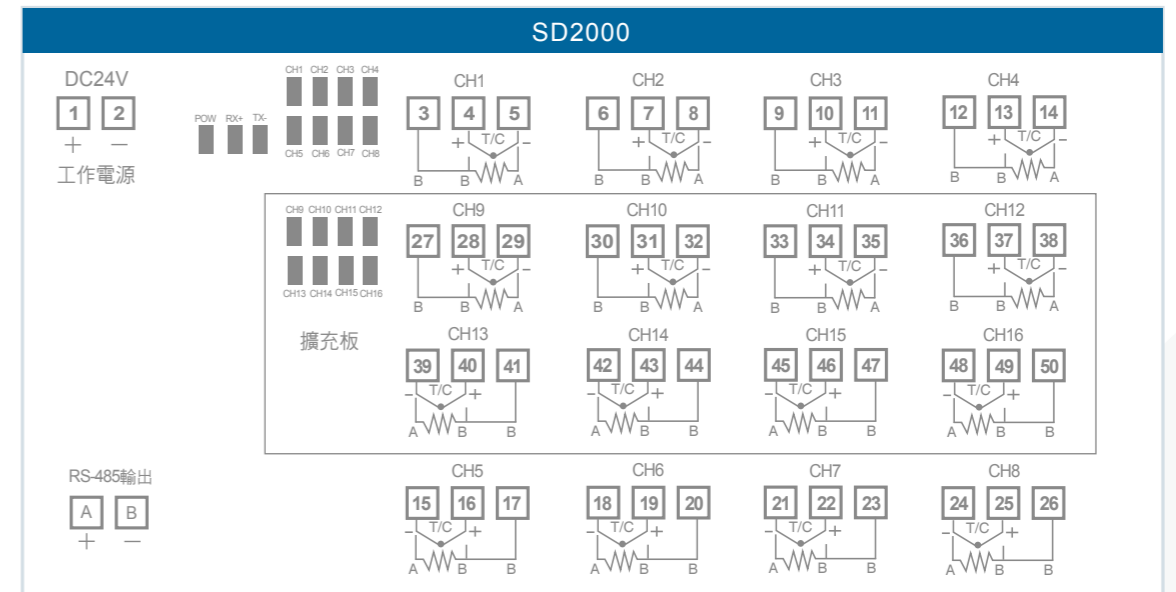 SD2000
DC24V
1 2
+ −
工作電源
POW RX+ TX-
CH1 CH2 CH3 CH4
CH5 CH6 CH7 CH8
CH1
3 4 5
+ T/C −
B B A
CH2
6 7 8
+ T/C −
B B A
CH3
9 10 11
+ T/C −
B B A
CH4
12 13 14
+ T/C −
B B A
CH9 CH10 CH11 CH12
CH13 CH14 CH15 CH16
擴充板
CH9
27 28 29
+ T/C −
B B A
CH10
30 31 32
+ T/C −
B B A
CH11
33 34 35
+ T/C −
B B A
CH12
36 37 38
+ T/C −
B B A
CH13
39 40 41
− T/C +
A B B
CH14
42 43 44
− T/C +
A B B
CH15
45 46 47
− T/C +
A B B
CH16
48 49 50
− T/C +
A B B
RS-485輸出
A B
+ −
CH5
15 16 17
− T/C +
A B B
CH6
18 19 20
− T/C +
A B B
CH7
21 22 23
− T/C +
A B B
CH8
24 25 26
− T/C +
A B B